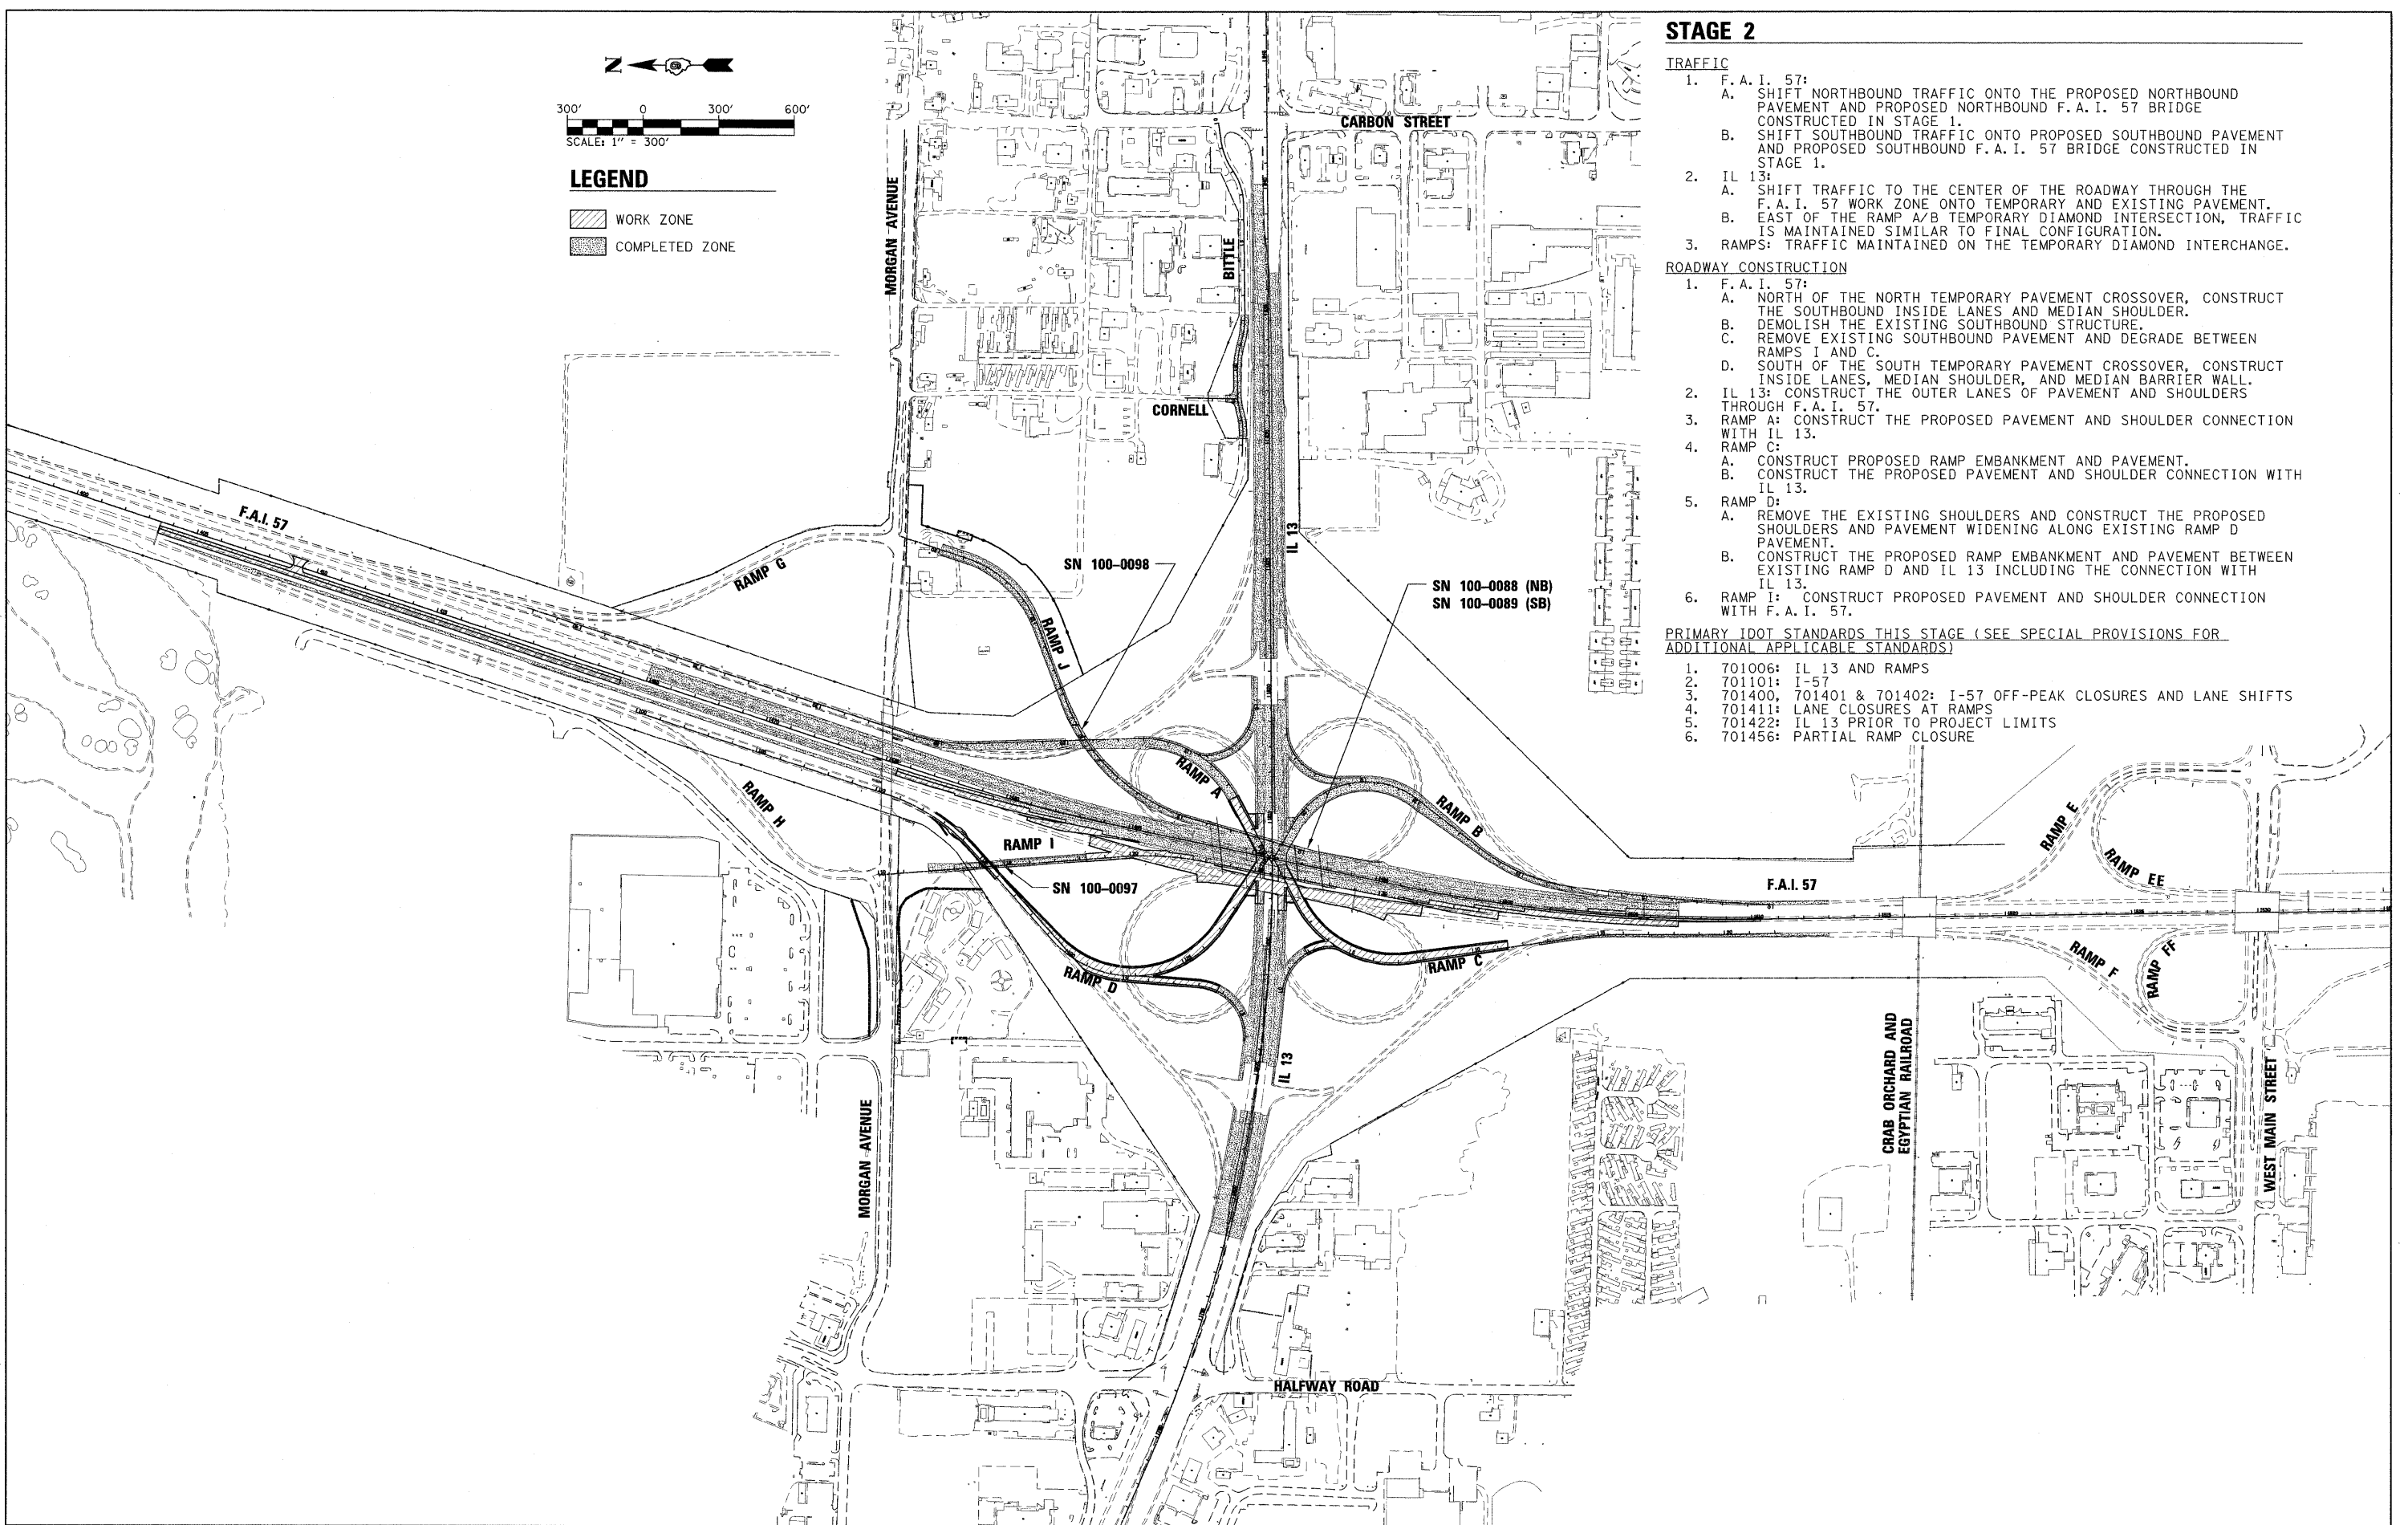 STAGE 2
TRAFFIC
1. F.A.I. 57:
A. SHIFT NORTHBOUND TRAFFIC ONTO THE PROPOSED NORTHBOUND
PAVEMENT AND PROPOSED NORTHBOUND F.A.I. 57 BRIDGE
CONSTRUCTED IN STAGE 1.
B. SHIFT SOUTHBOUND TRAFFIC ONTO PROPOSED SOUTHBOUND PAVEMENT
AND PROPOSED SOUTHBOUND F.A.I. 57 BRIDGE CONSTRUCTED IN
STAGE 1.
2. IL 13:
A. SHIFT TRAFFIC TO THE CENTER OF THE ROADWAY THROUGH THE
F.A.I. 57 WORK ZONE ONTO TEMPORARY AND EXISTING PAVEMENT.
B. EAST OF THE RAMP A/B TEMPORARY DIAMOND INTERSECTION, TRAFFIC
IS MAINTAINED SIMILAR TO FINAL CONFIGURATION.
3. RAMPS: TRAFFIC MAINTAINED ON THE TEMPORARY DIAMOND INTERCHANGE.
ROADWAY CONSTRUCTION
1. F.A.I. 57:
A. NORTH OF THE NORTH TEMPORARY PAVEMENT CROSSOVER, CONSTRUCT
THE SOUTHBOUND INSIDE LANES AND MEDIAN SHOULDER.
B. DEMOLISH THE EXISTING SOUTHBOUND STRUCTURE.
C. REMOVE EXISTING SOUTHBOUND PAVEMENT AND DEGRADE BETWEEN
RAMPS I AND C.
D. SOUTH OF THE SOUTH TEMPORARY PAVEMENT CROSSOVER, CONSTRUCT
INSIDE LANES, MEDIAN SHOULDER, AND MEDIAN BARRIER WALL.
2. IL 13: CONSTRUCT THE OUTER LANES OF PAVEMENT AND SHOULDERS
THROUGH F.A.I. 57.
3. RAMP A: CONSTRUCT THE PROPOSED PAVEMENT AND SHOULDER CONNECTION
WITH IL 13.
4. RAMP C:
A. CONSTRUCT PROPOSED RAMP EMBANKMENT AND PAVEMENT.
B. CONSTRUCT THE PROPOSED PAVEMENT AND SHOULDER CONNECTION WITH
IL 13.
5. RAMP D:
A. REMOVE THE EXISTING SHOULDERS AND CONSTRUCT THE PROPOSED
SHOULDERS AND PAVEMENT WIDENING ALONG EXISTING RAMP D
PAVEMENT.
B. CONSTRUCT THE PROPOSED RAMP EMBANKMENT AND PAVEMENT BETWEEN
EXISTING RAMP D AND IL 13 INCLUDING THE CONNECTION WITH
IL 13.
6. RAMP I: CONSTRUCT PROPOSED PAVEMENT AND SHOULDER CONNECTION
WITH F.A.I. 57.
PRIMARY IDOT STANDARDS THIS STAGE (SEE SPECIAL PROVISIONS FOR
ADDITIONAL APPLICABLE STANDARDS)
1. 701006: IL 13 AND RAMPS
2. 701101: I-57
3. 701400, 701401 & 701402: I-57 OFF-PEAK CLOSURES AND LANE SHIFTS
4. 701411: LANE CLOSURES AT RAMPS
5. 701422: IL 13 PRIOR TO PROJECT LIMITS
6. 701456: PARTIAL RAMP CLOSURE
N
300' 0 300' 600'
SCALE: 1" = 300'
LEGEND
WORK ZONE
COMPLETED ZONE
CARBON STREET
MORGAN AVENUE
BITTLE
CORNELL
F.A.I. 57
IL 13
RAMP G
SN 100-0098
RAMP J
SN 100-0088 (NB)
SN 100-0089 (SB)
RAMP A
RAMP B
RAMP H
RAMP I
SN 100-0097
RAMP E
RAMP EE
F.A.I. 57
RAMP D
RAMP C
RAMP F
RAMP FF
IL 13
CRAB ORCHARD AND
EGYPTIAN RAILROAD
WEST MAIN STREET
MORGAN AVENUE
HALFWAY ROAD